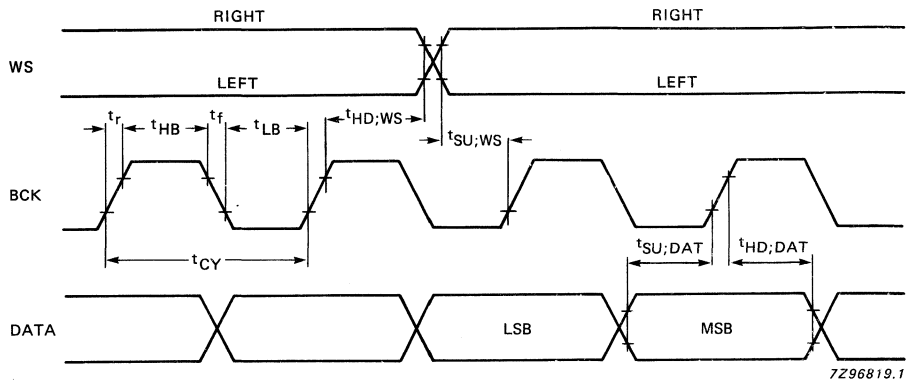 RIGHT RIGHT
WS
LEFT LEFT
tr tHB tf tLB tHD;WS
tSU;WS
BCK
tSU;DAT tHD;DAT
tCY
DATA LSB MSB
7Z96819.1